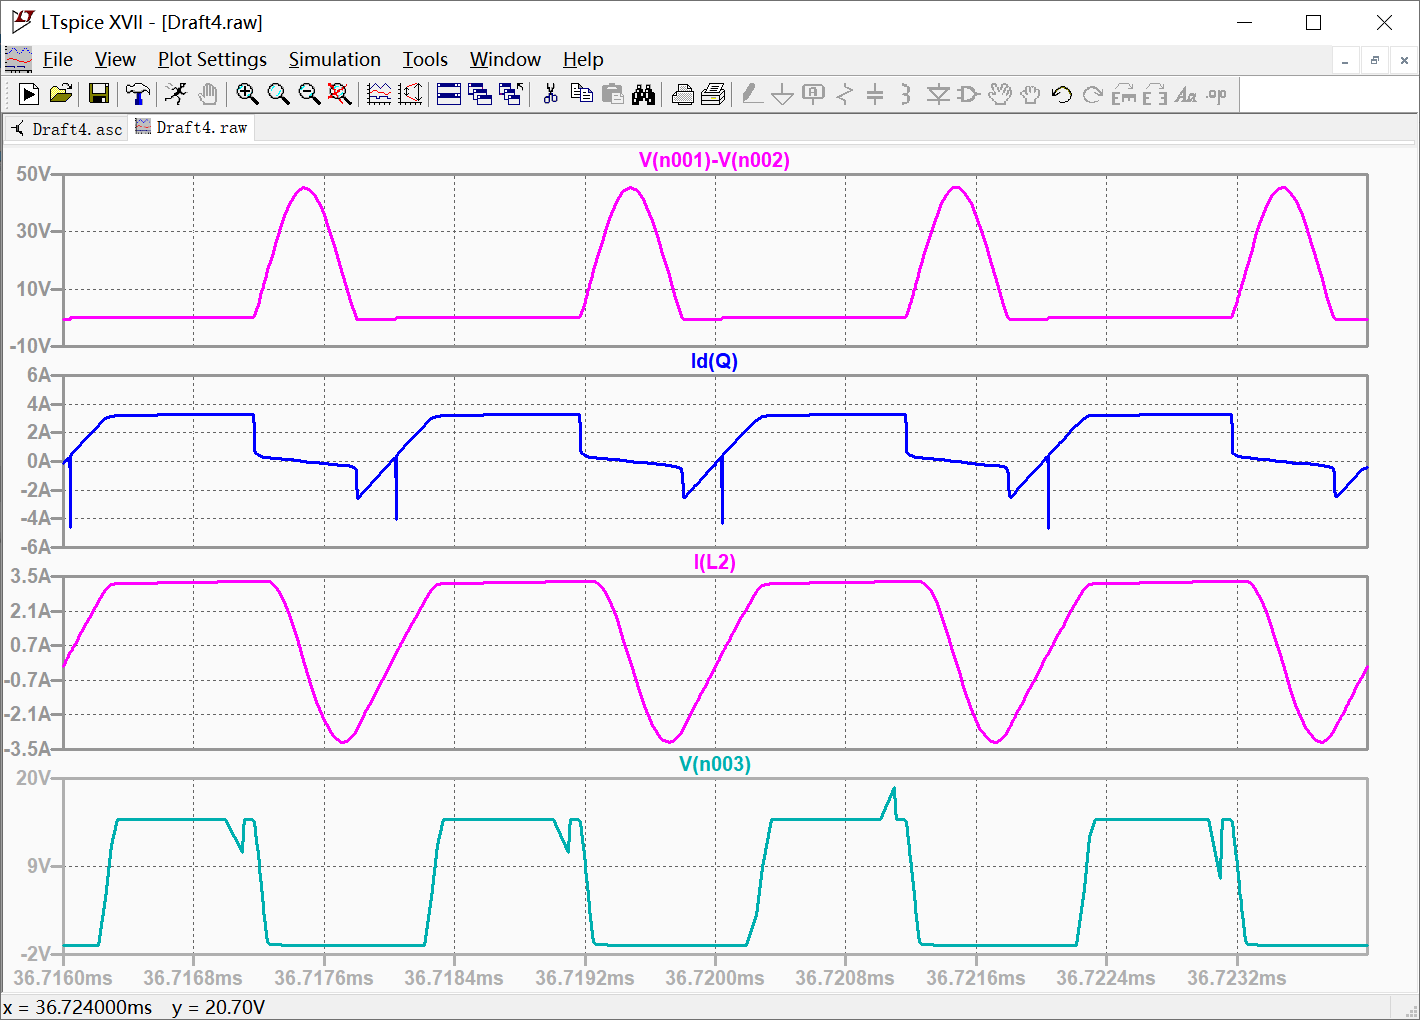 LTspice XVII - [Draft4.raw]
File View Plot Settings Simulation Tools Window Help
Draft4.asc Draft4.raw
V(n001)-V(n002)
50V
30V
10V
-10V
Id(Q)
6A
4A
2A
0A
-2A
-4A
-6A
I(L2)
3.5A
2.1A
0.7A
-0.7A
-2.1A
-3.5A
V(n003)
20V
9V
-2V
36.7160ms 36.7168ms 36.7176ms 36.7184ms 36.7192ms 36.7200ms 36.7208ms 36.7216ms 36.7224ms 36.7232ms
x = 36.724000ms y = 20.70V